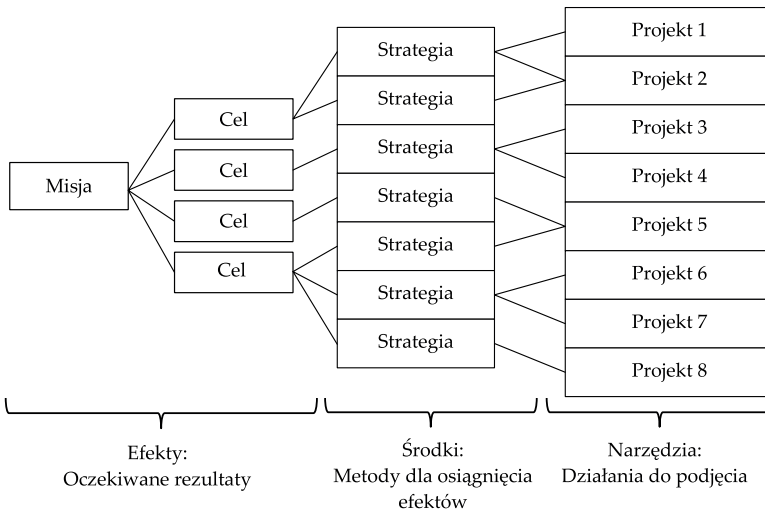 Misja
Cel
Cel
Cel
Cel
Strategia
Strategia
Strategia
Strategia
Strategia
Strategia
Strategia
Projekt 1
Projekt 2
Projekt 3
Projekt 4
Projekt 5
Projekt 6
Projekt 7
Projekt 8
Efekty:
Oczekiwane rezultaty
Środki:
Metody dla osiągnięcia
efektów
Narzędzia:
Działania do podjęcia